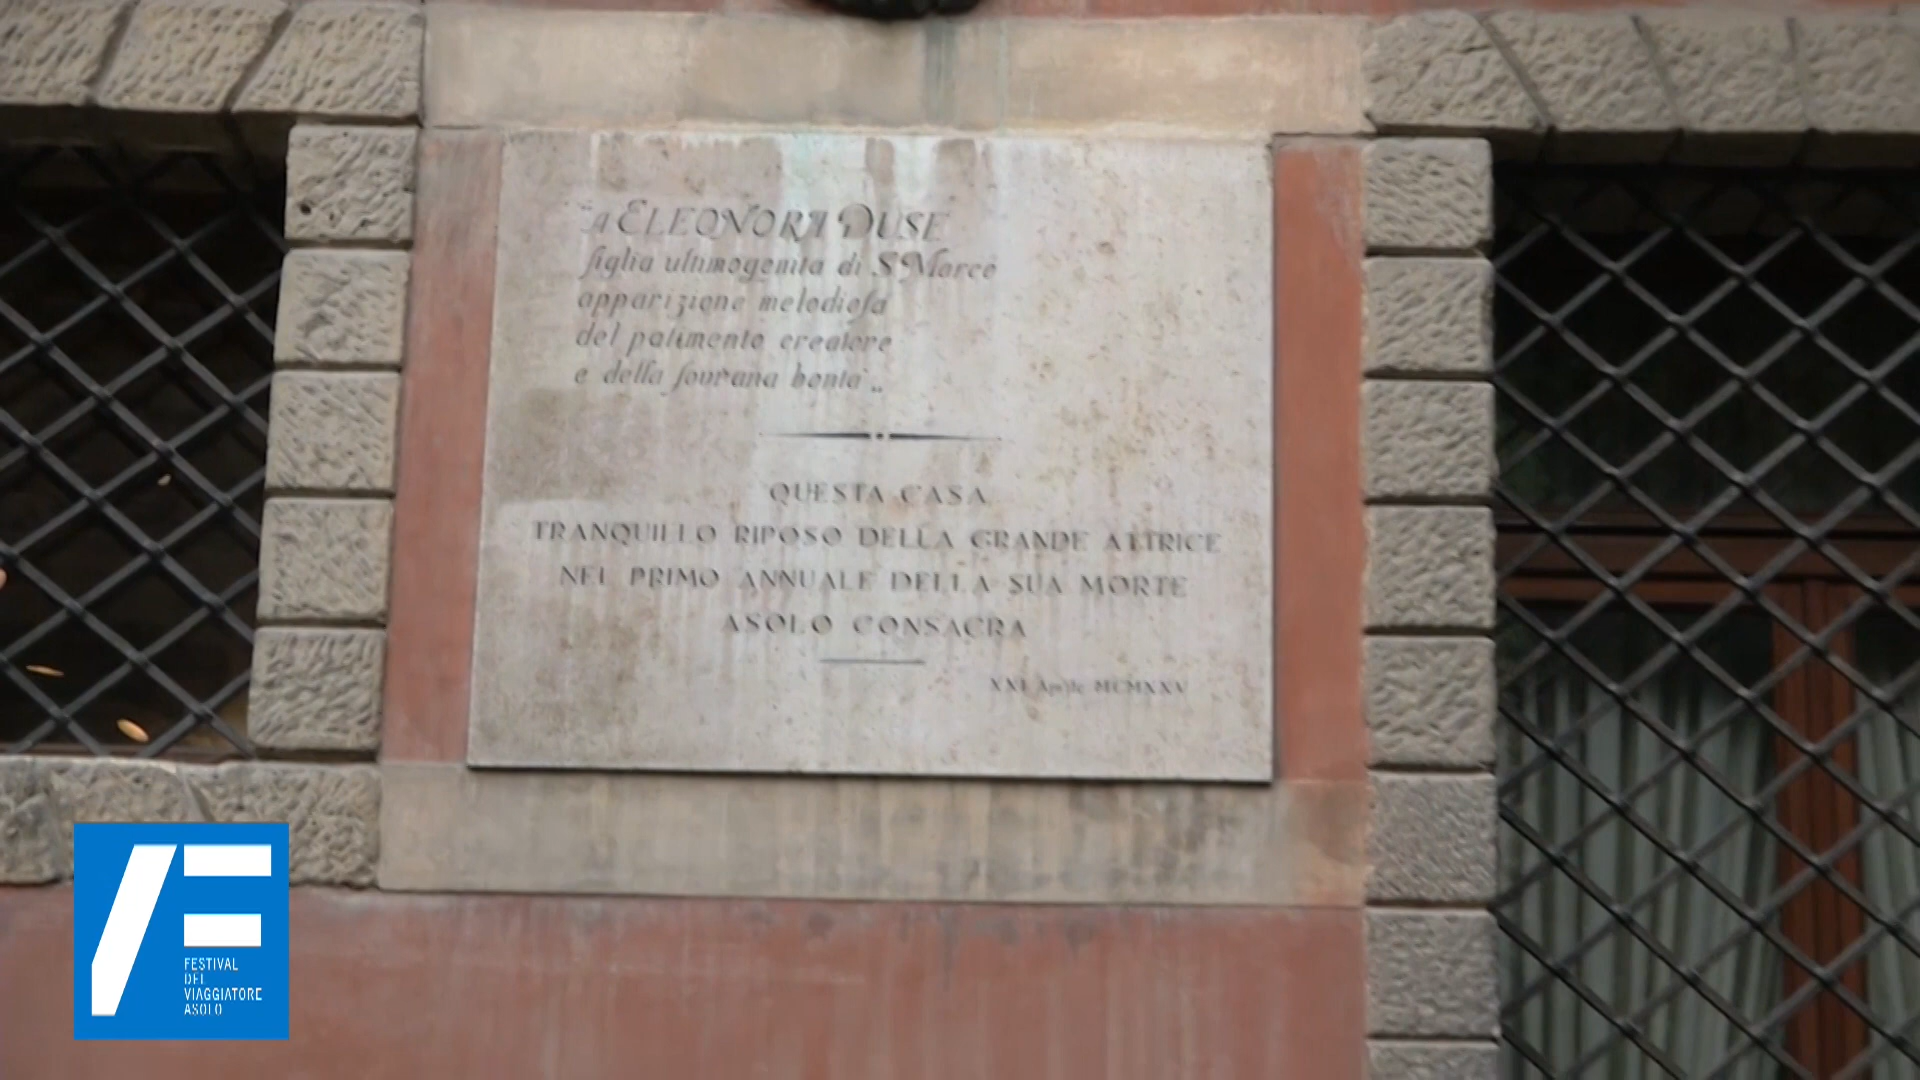 "A ELEONORA DUSE
figlia ultimogenita di S. Marco
apparizione melodiosa
del patimento creatore
e della sovrana bontà„
QUESTA CASA
TRANQUILLO RIPOSO DELLA GRANDE ATTRICE
NEL PRIMO ANNUALE DELLA SUA MORTE
ASOLO CONSACRA
XXI Aprile MCMXXV
FESTIVAL
DEL
VIAGGIATORE
ASOLO